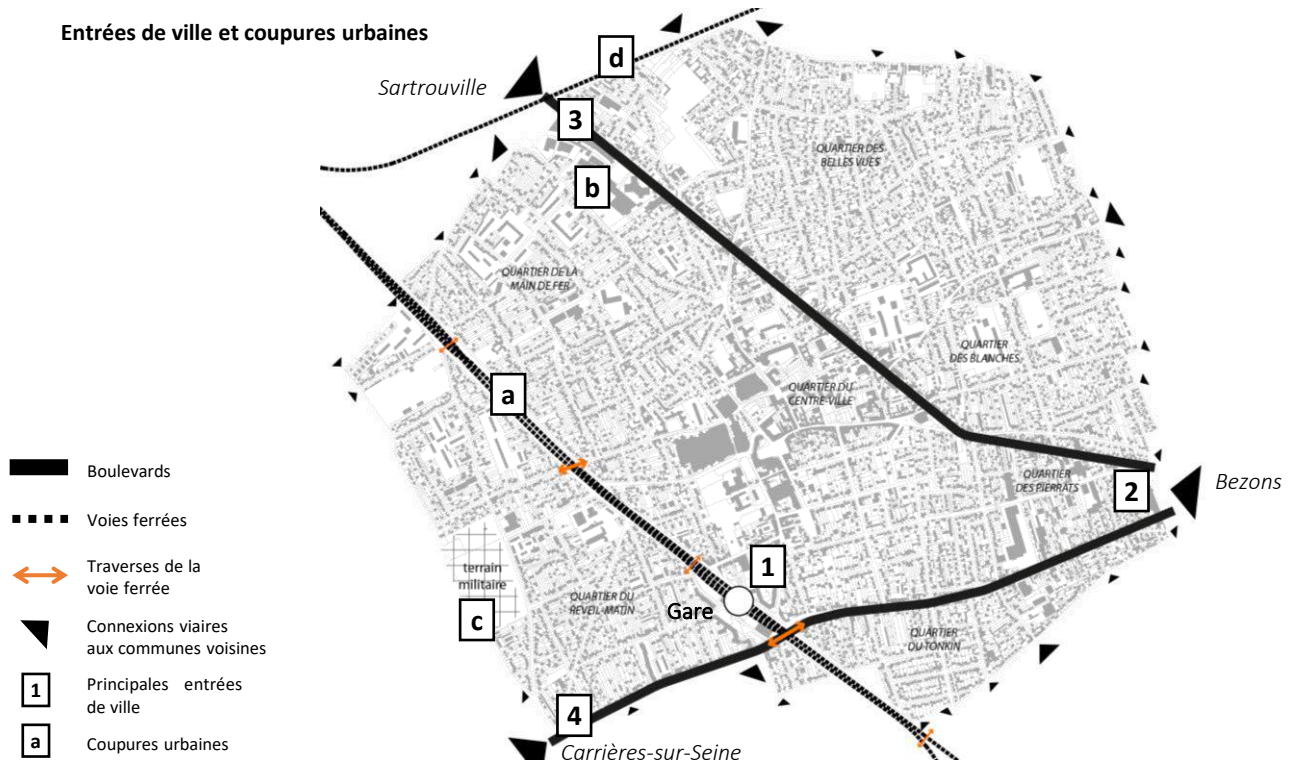 Entrées de ville et coupures urbaines
d
Sartrouville
3
QUARTIER DES
BELLES VUES
b
QUARTIER DE LA
MAIN DE FER
QUARTIER
DES BLANCHES
a
QUARTIER DU
CENTRE-VILLE
Boulevards
QUARTIER
DES PIERRATS
2
Bezons
Voies ferrées
Traverses de la
voie ferrée
terrain
militaire
1
QUARTIER DU
REVEIL-MATIN
Gare
c
QUARTIER
DU TONKIN
Connexions viaires
aux communes voisines
Principales entrées
de ville
1
4
a
Coupures urbaines
Carrières-sur-Seine